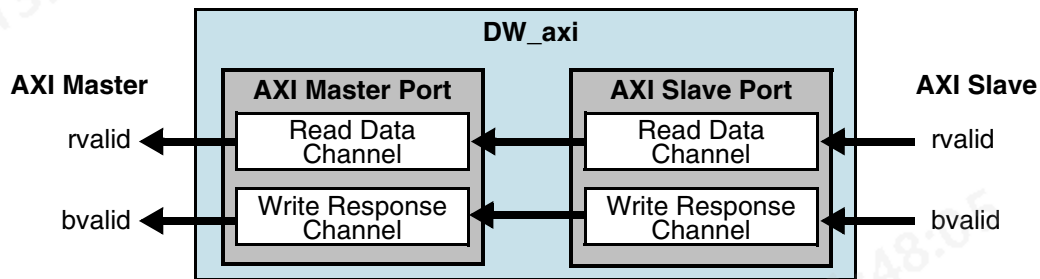 DW_axi
AXI Master
AXI Master Port
AXI Slave Port
AXI Slave
rvalid
Read Data
Channel
Read Data
Channel
rvalid
bvalid
Write Response
Channel
Write Response
Channel
bvalid